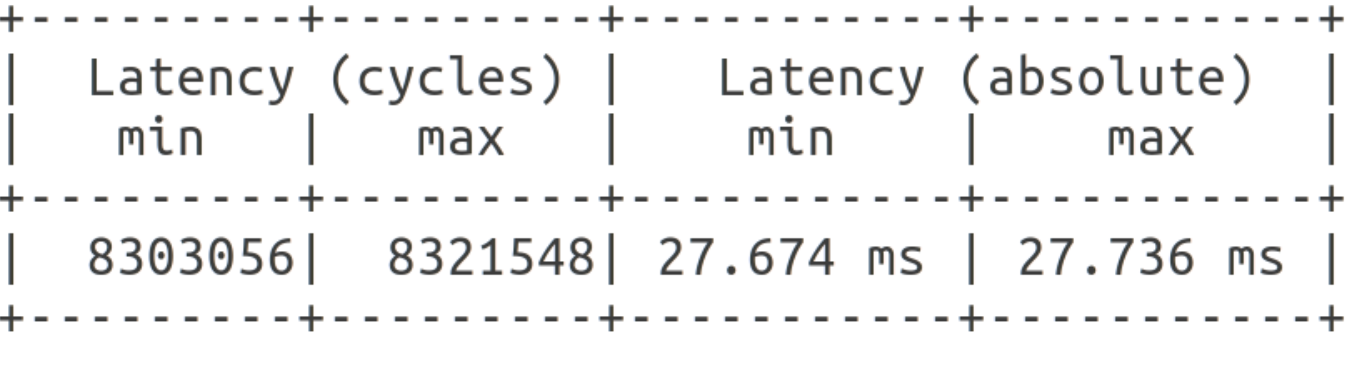 +---------+---------+-----------+-----------+
|  Latency (cycles) |   Latency (absolute)  |
|   min   |   max   |    min    |    max    |
+---------+---------+-----------+-----------+
|  8303056|  8321548| 27.674 ms | 27.736 ms |
+---------+---------+-----------+-----------+